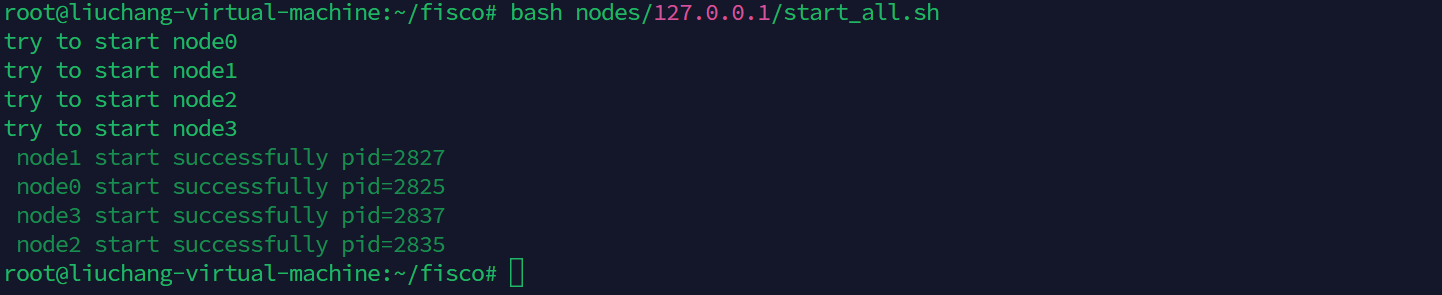 root@liuchang-virtual-machine:~/fisco# bash nodes/127.0.0.1/start_all.sh
try to start node0
try to start node1
try to start node2
try to start node3
 node1 start successfully pid=2827
 node0 start successfully pid=2825
 node3 start successfully pid=2837
 node2 start successfully pid=2835
root@liuchang-virtual-machine:~/fisco#